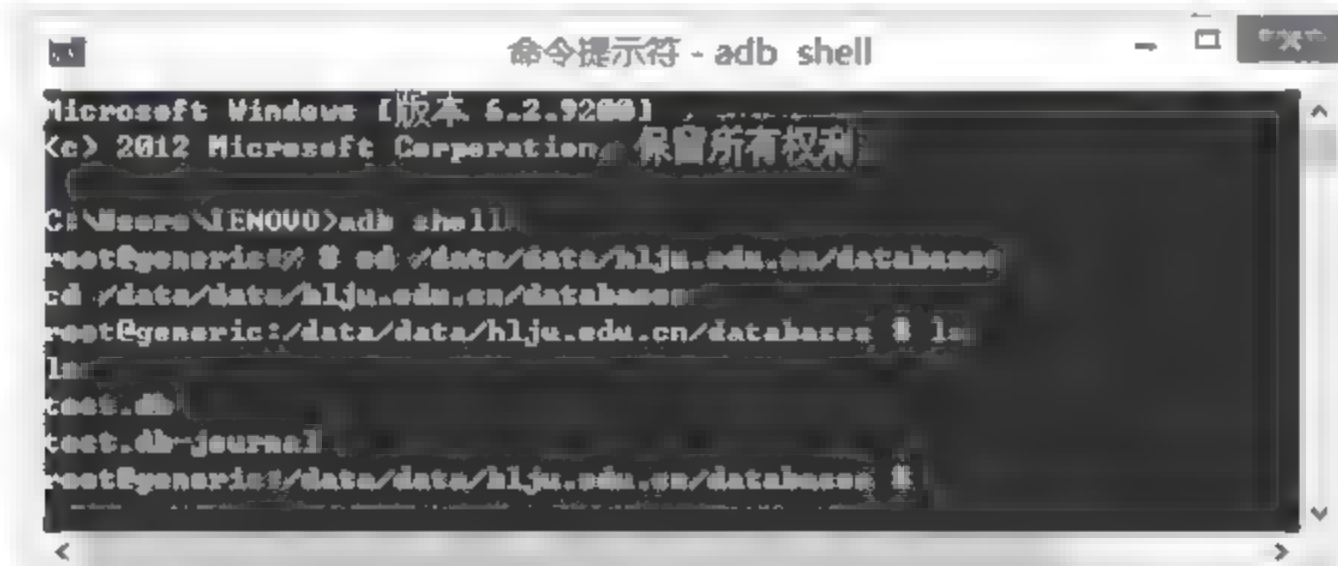 命令提示符 - adb shell
Microsoft Windows [版本 6.2.9200]
(c) 2012 Microsoft Corporation。保留所有权利
C:\Users\LENOVO>adb shell
root@generic:/ # cd /data/data/hlju.edu.cn/databases
cd /data/data/hlju.edu.cn/databases
root@generic:/data/data/hlju.edu.cn/databases # ls
ls
test.db
test.db-journal
root@generic:/data/data/hlju.edu.cn/databases #